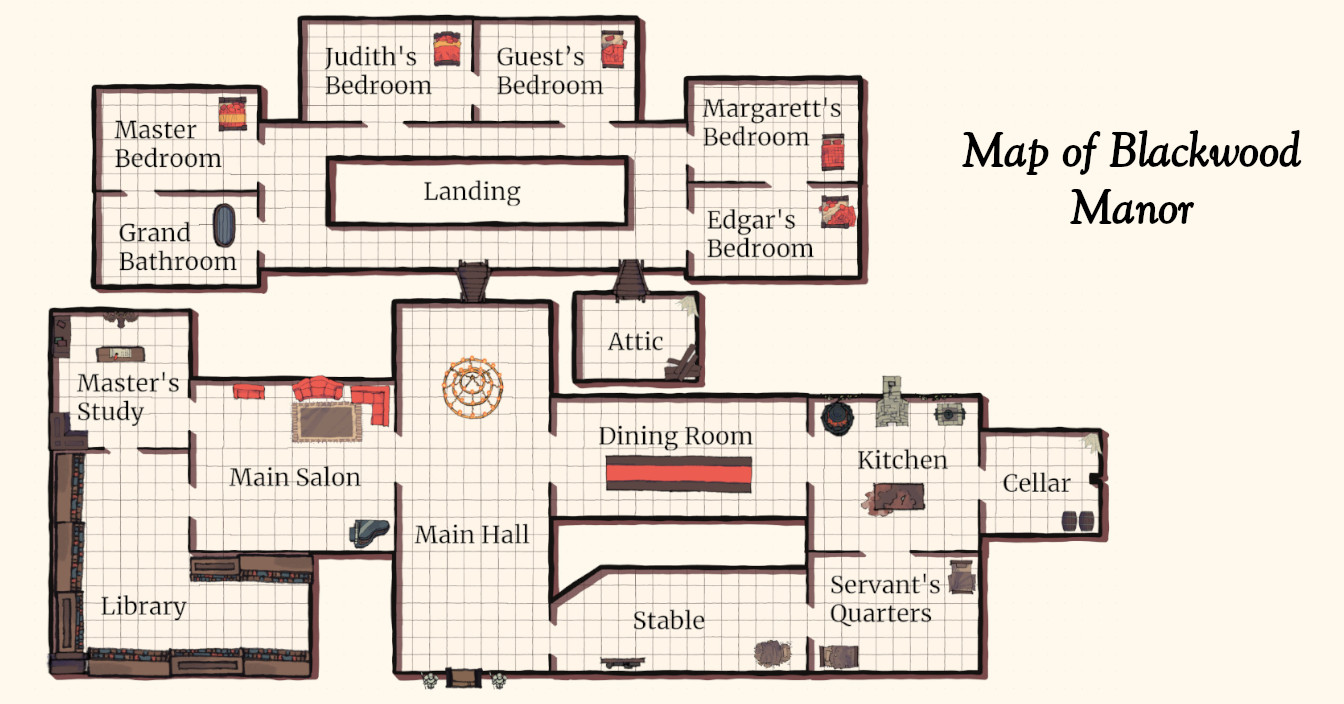 Judith's
Bedroom
Guest’s
Bedroom
Margarett's
Bedroom
Master
Bedroom
Landing
Grand
Bathroom
Edgar's
Bedroom
Map of Blackwood
Manor
Attic
Master's
Study
Main Salon
Dining Room
Kitchen
Cellar
Main Hall
Library
Stable
Servant's
Quarters